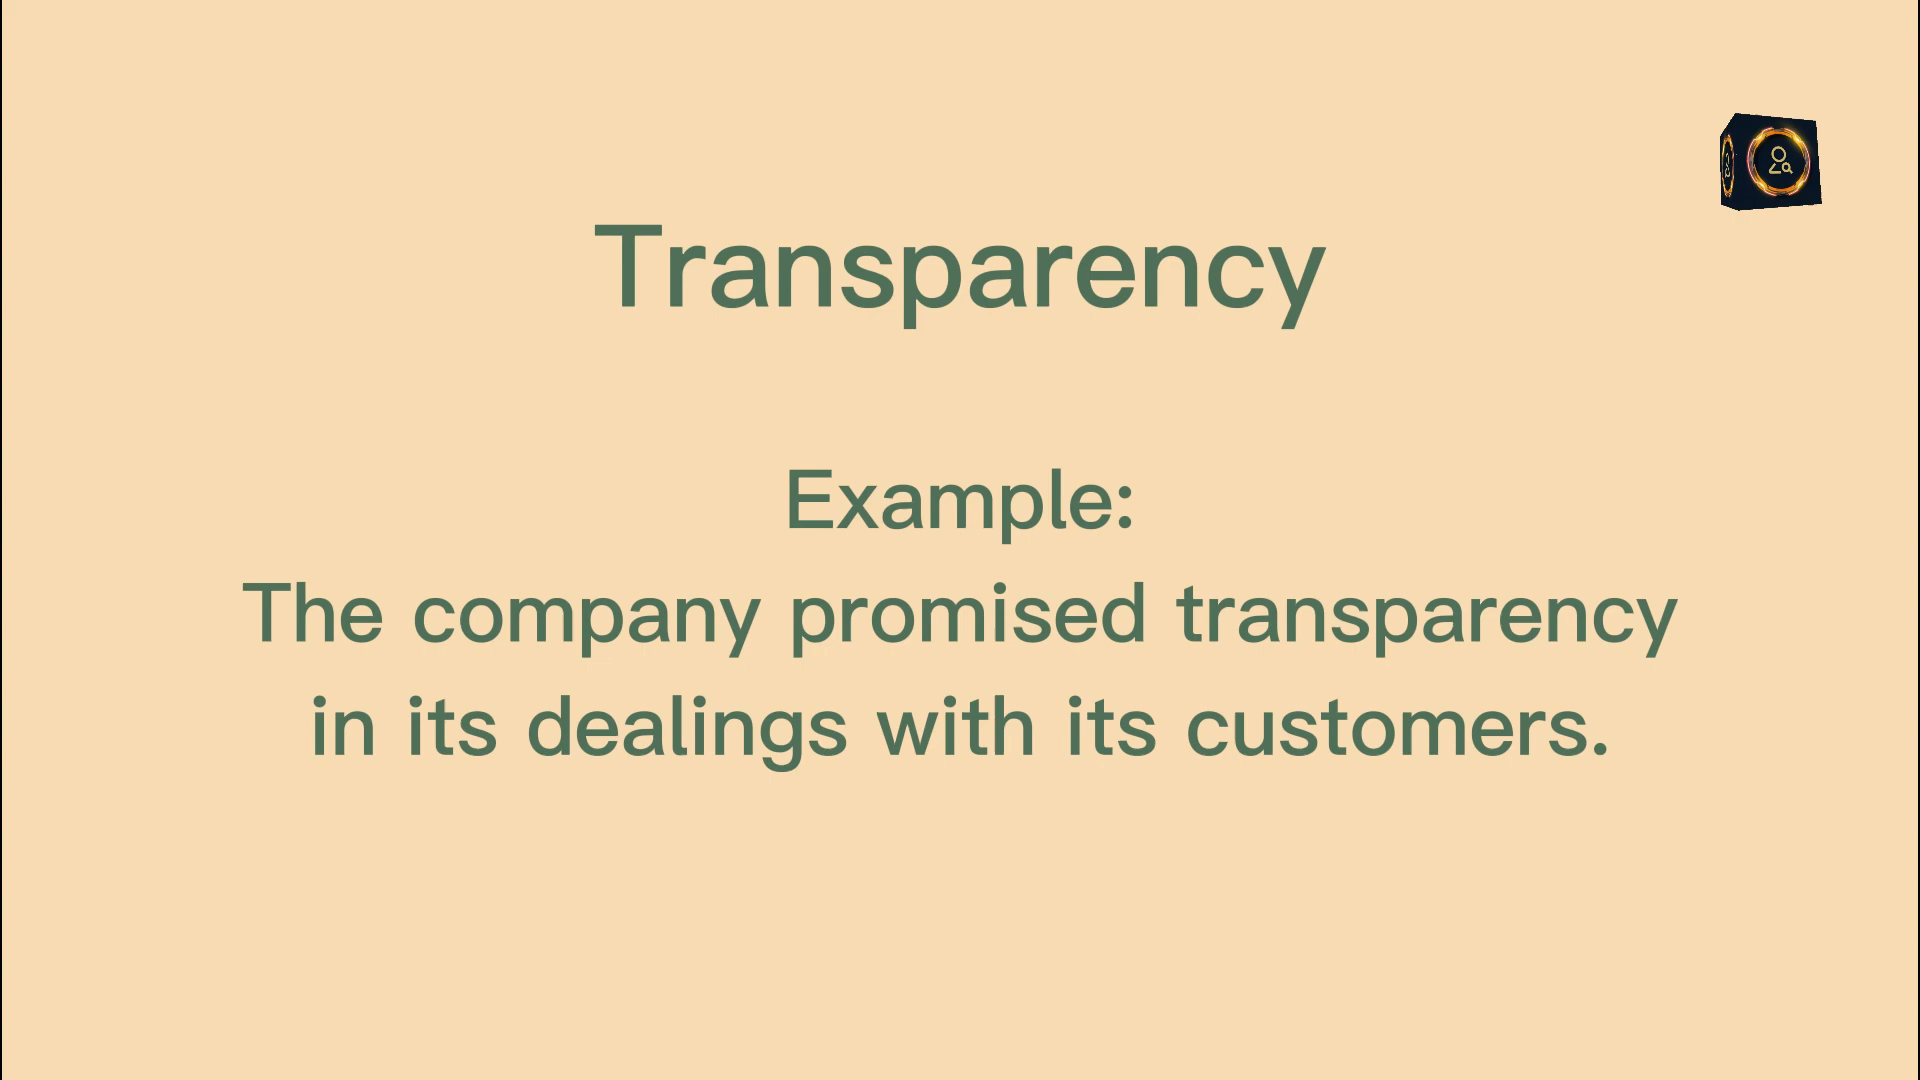 Transparency
Example:
The company promised transparency
in its dealings with its customers.